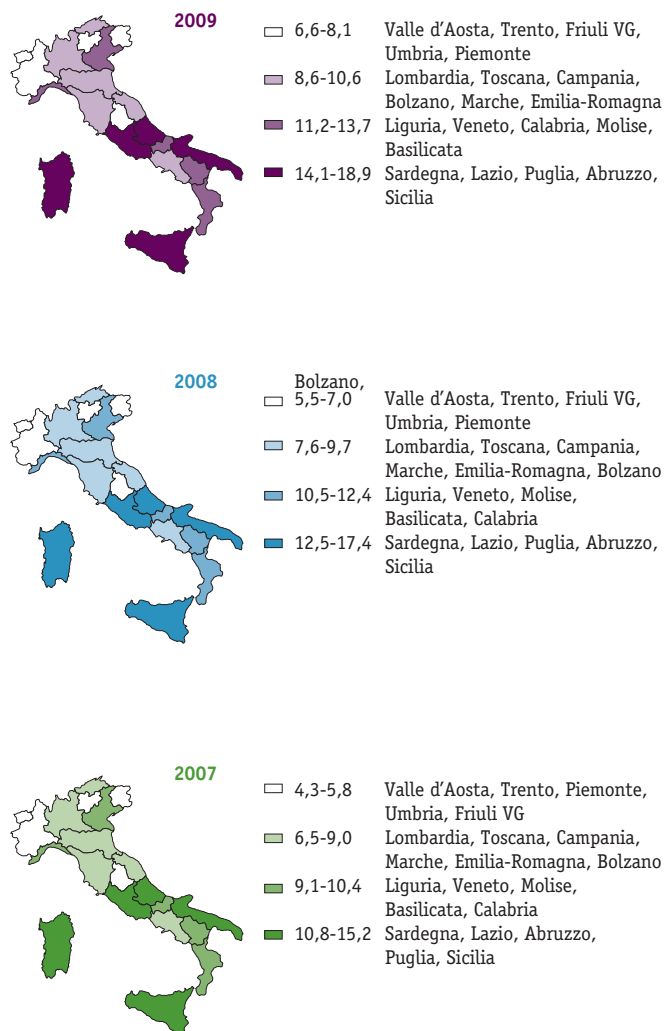 2009
6,6-8,1 Valle d'Aosta, Trento, Friuli VG,
Umbria, Piemonte
8,6-10,6 Lombardia, Toscana, Campania,
Bolzano, Marche, Emilia-Romagna
11,2-13,7 Liguria, Veneto, Calabria, Molise,
Basilicata
14,1-18,9 Sardegna, Lazio, Puglia, Abruzzo,
Sicilia
2008
Bolzano,
5,5-7,0 Valle d'Aosta, Trento, Friuli VG,
Umbria, Piemonte
7,6-9,7 Lombardia, Toscana, Campania,
Marche, Emilia-Romagna, Bolzano
10,5-12,4 Liguria, Veneto, Molise,
Basilicata, Calabria
12,5-17,4 Sardegna, Lazio, Puglia, Abruzzo,
Sicilia
2007
4,3-5,8 Valle d'Aosta, Trento, Piemonte,
Umbria, Friuli VG
6,5-9,0 Lombardia, Toscana, Campania,
Marche, Emilia-Romagna, Bolzano
9,1-10,4 Liguria, Veneto, Molise,
Basilicata, Calabria
10,8-15,2 Sardegna, Lazio, Abruzzo,
Puglia, Sicilia